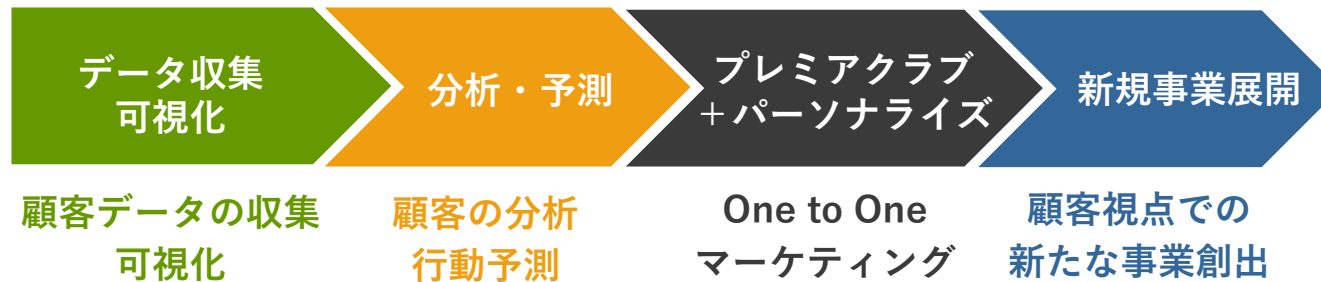 データ収集
可視化
分析・予測
プレミアクラブ
＋パーソナライズ
新規事業展開
顧客データの収集
可視化
顧客の分析
行動予測
One to One
マーケティング
顧客視点での
新たな事業創出